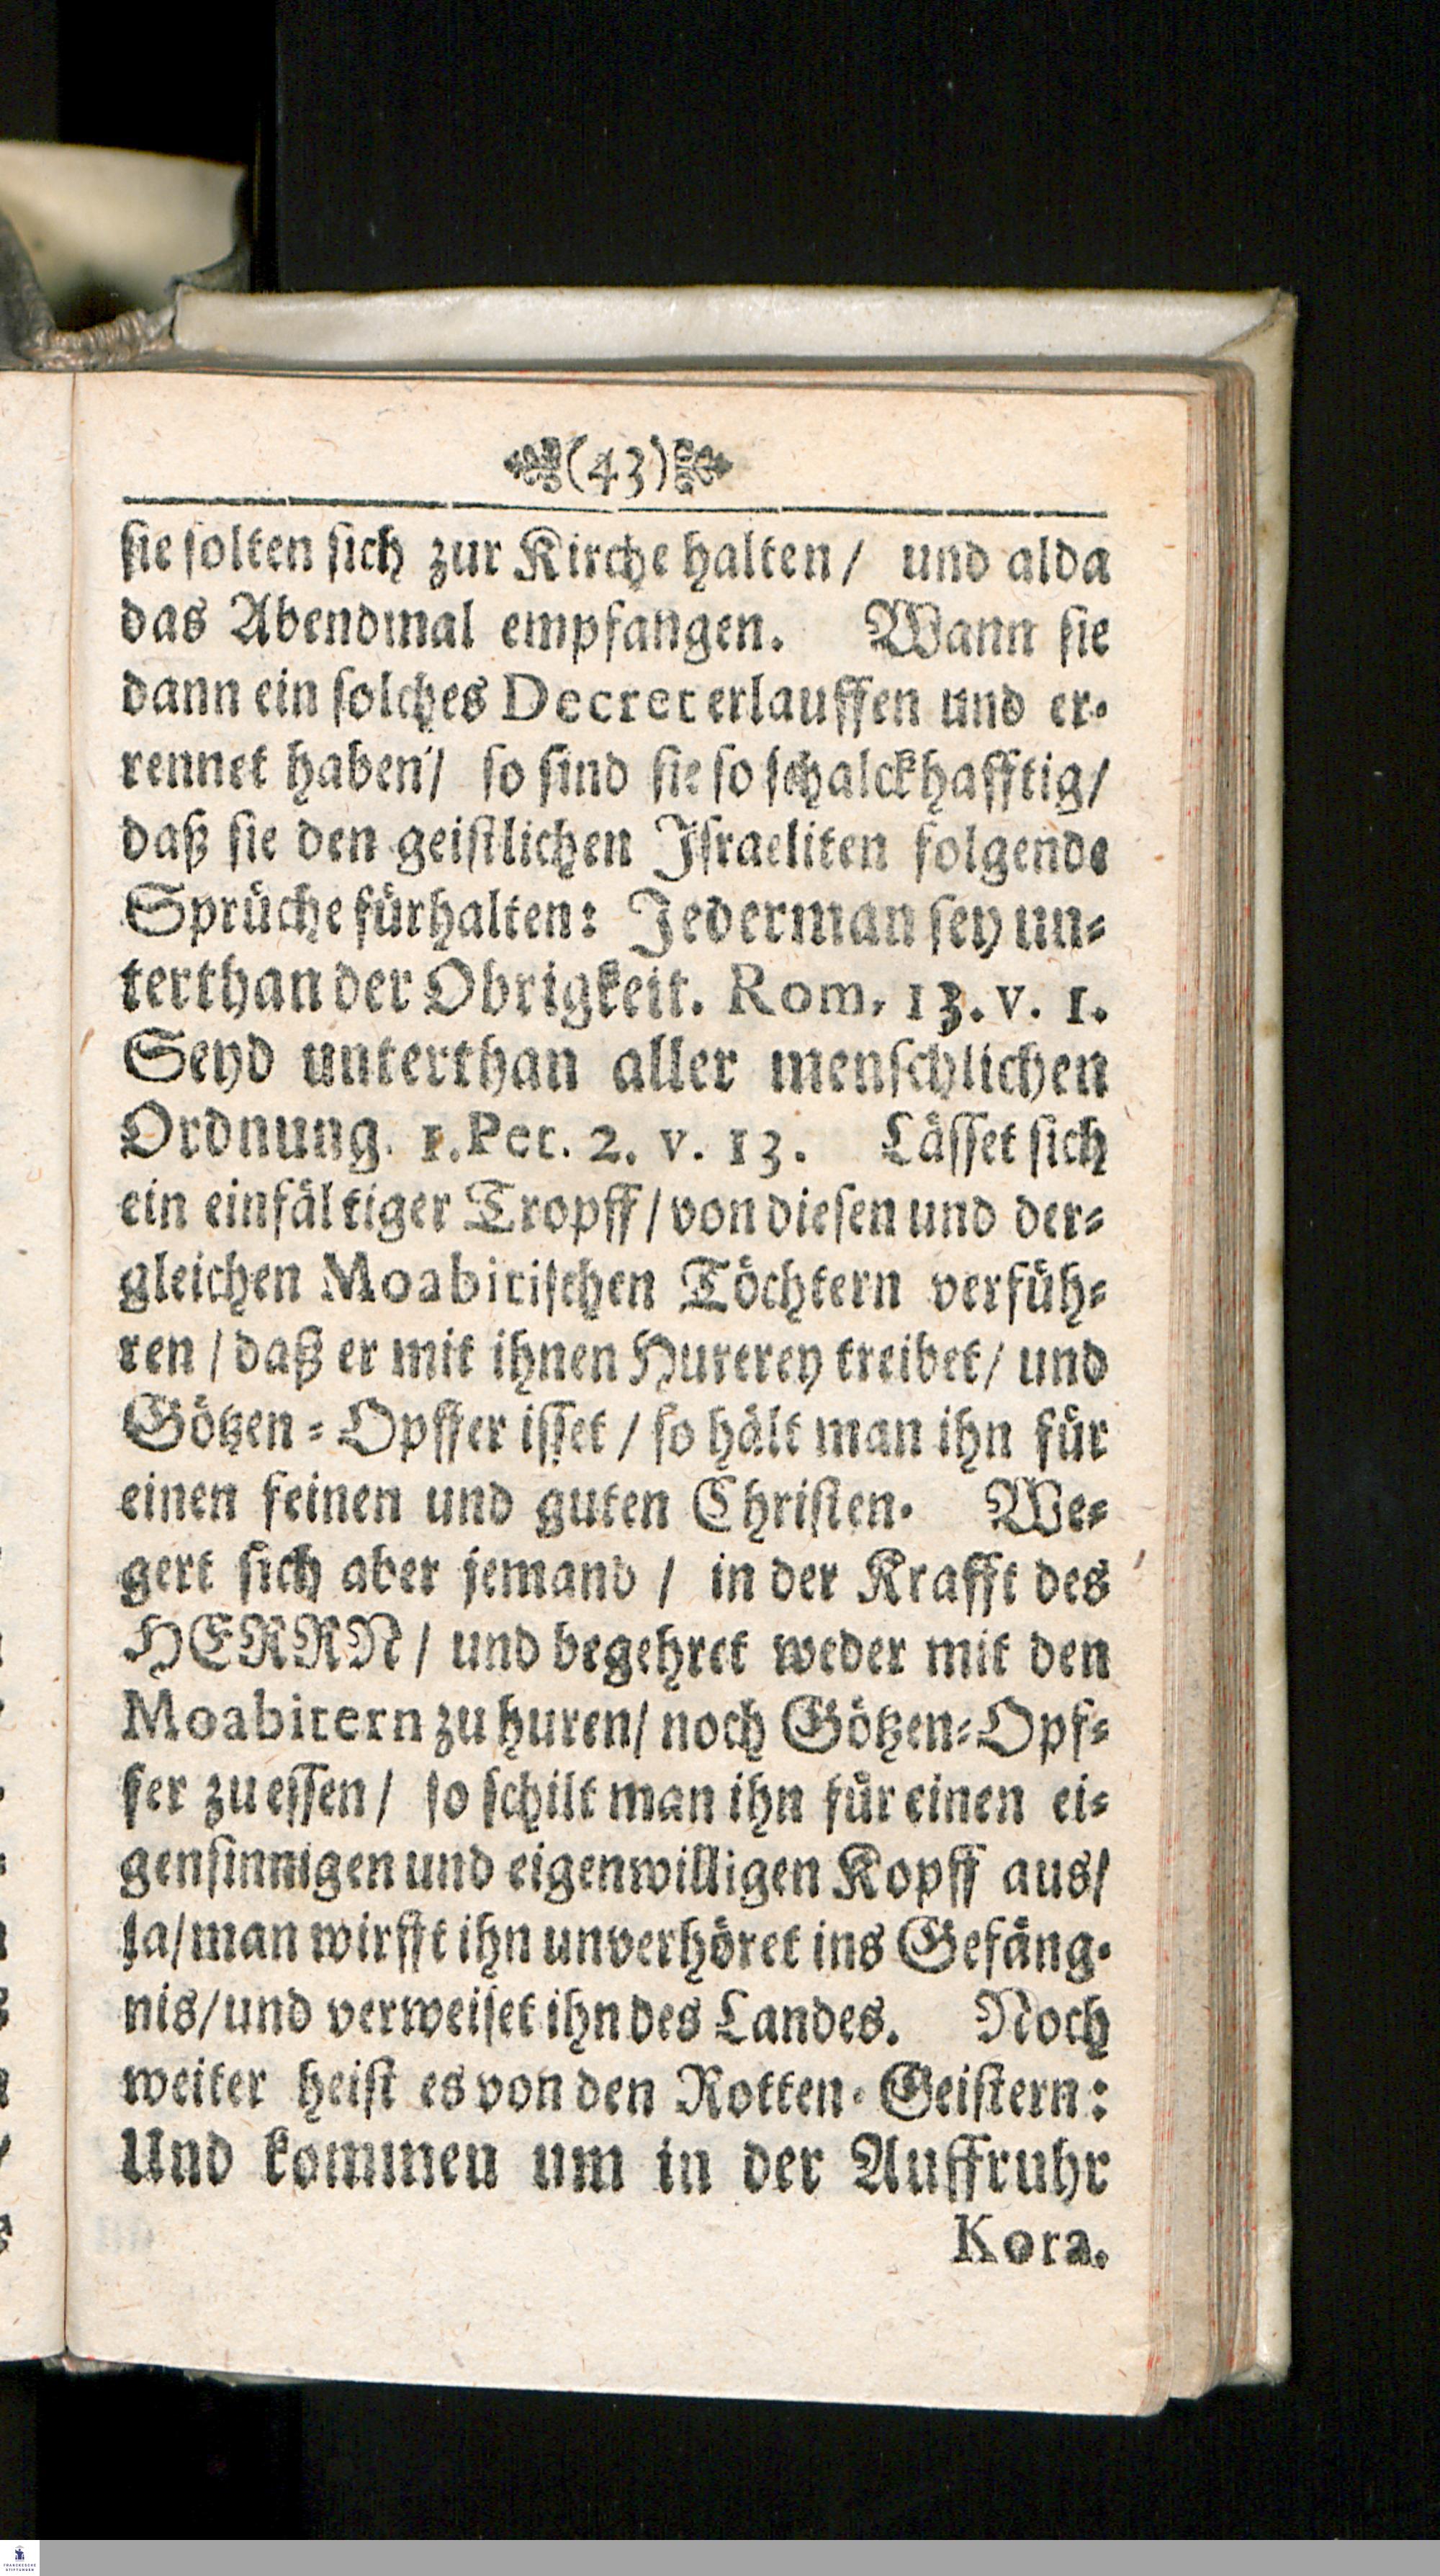 (43)
sie solten sich zur Kirche halten / und alda
das Abendmal empfangen. Wann sie
dann ein solches Decret erlauffen und er-
rennet haben / so sind sie so schalckhafftig /
daß sie den geistlichen Israeliten folgende
Sprüche fürhalten: Jederman sey un-
terthan der Obrigkeit. Rom. 13. v. 1.
Seyd unterthan aller menschlichen
Ordnung. 1. Pet. 2. v. 13. Lässet sich
ein einfältiger Tropff / von diesen und der-
gleichen Moabitischen Töchtern verfüh-
ren / daß er mit ihnen Hurerey treibet / und
Götzen-Opffer isset / so hält man ihn für
einen feinen und guten Christen. We-
gert sich aber jemand / in der Krafft des
HERRN / und begehret weder mit den
Moabitern zu huren / noch Götzen-Opf-
fer zu essen / so schilt man ihn für einen ei-
gensinnigen und eigenwilligen Kopff aus /
ja / man wirfft ihn unverhöret ins Gefäng-
nis / und verweiset ihn des Landes. Noch
weiter heist es von den Rotten-Geistern:
Und kommen um in der Auffruhr
Kora.
FRANCKESCHE
STIFTUNGEN